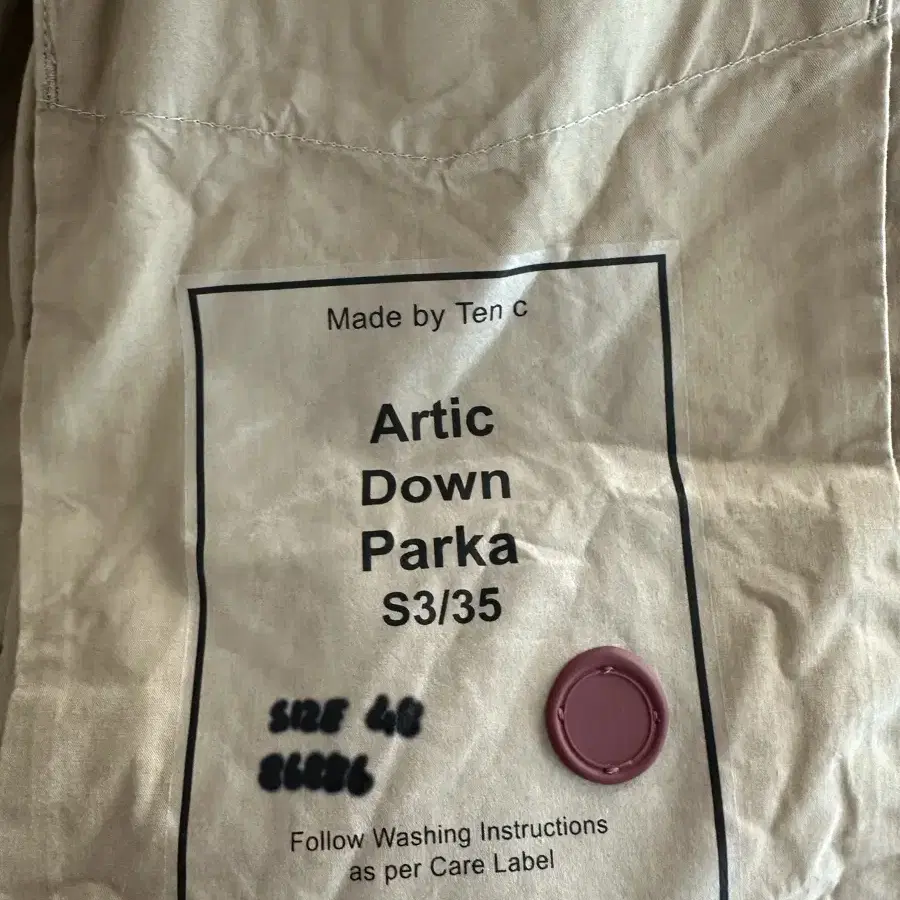 Made by Ten c
Artic
Down
Parka
S3/35
SIZE 48
Follow Washing Instructions
as per Care Label